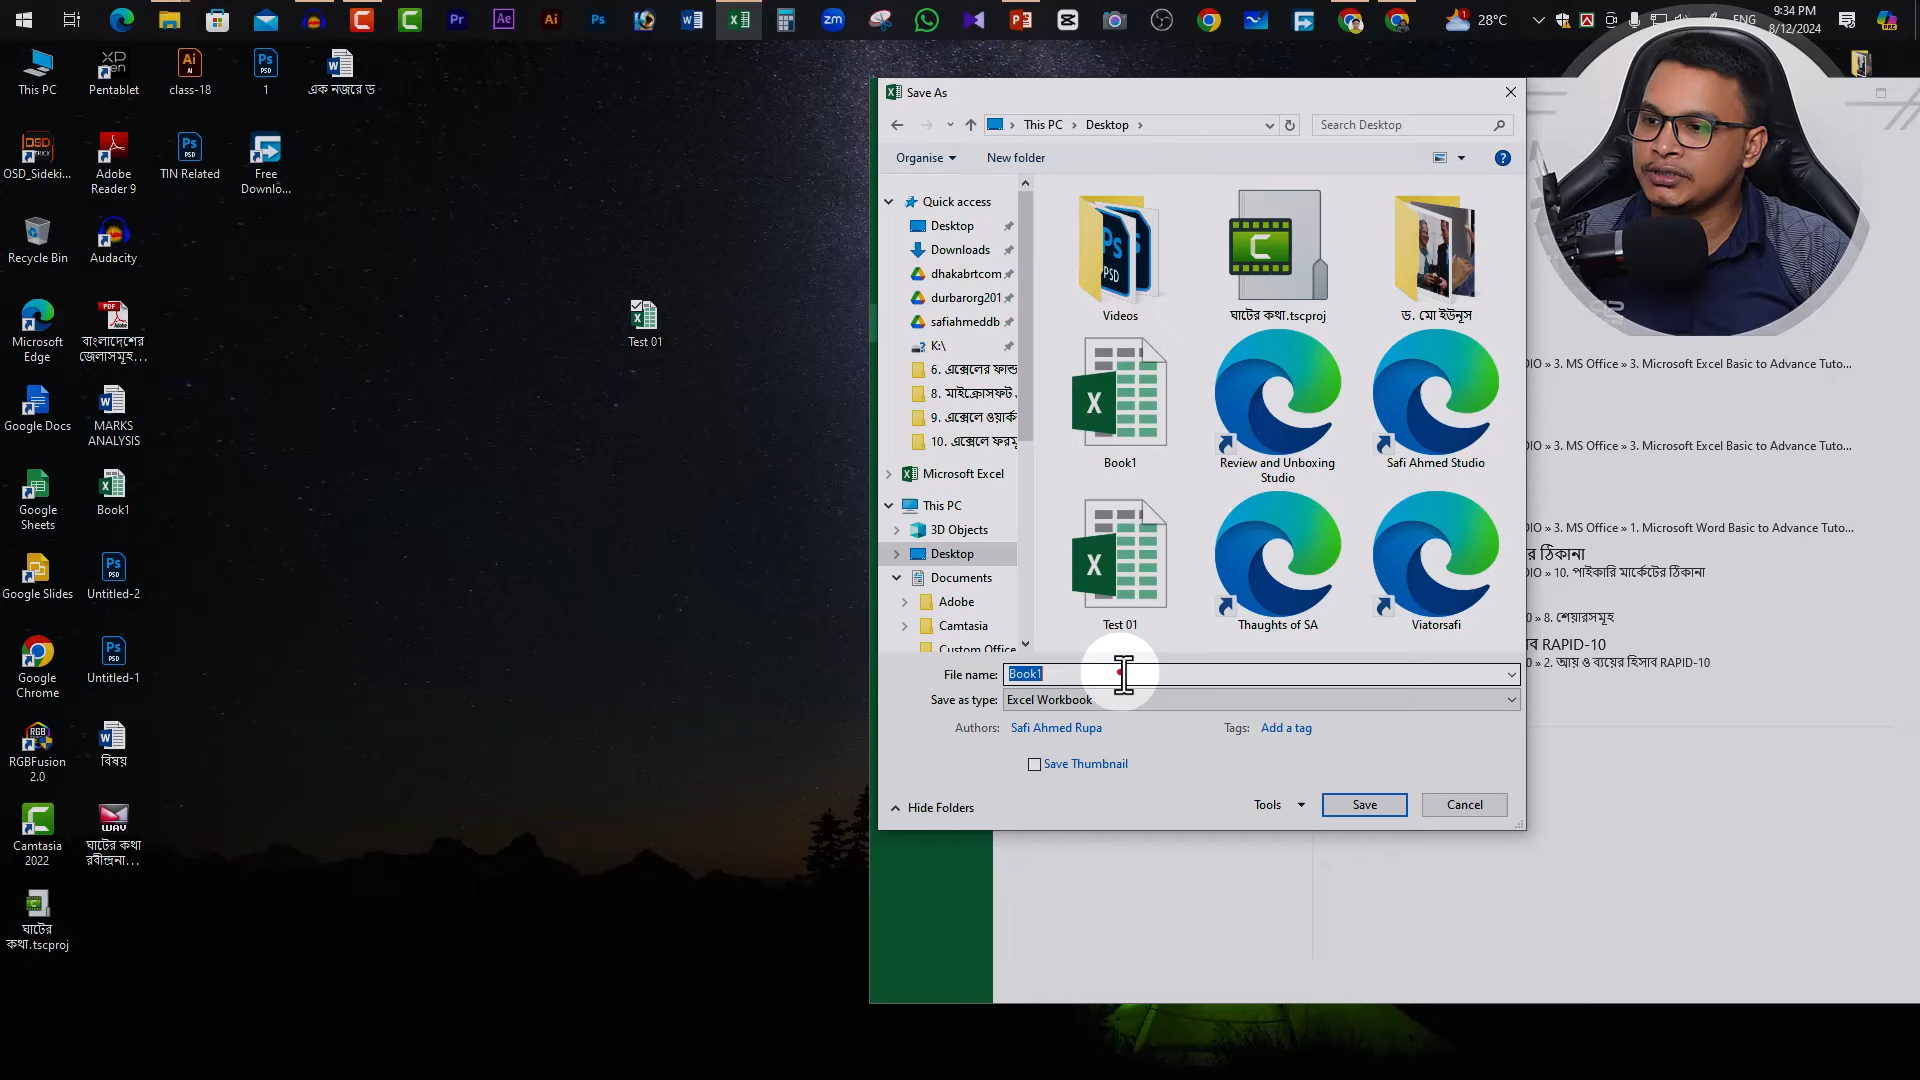 28°C
ENG
9:34 PM
8/12/2024
This PC
Pentablet
class-18
1
এক নজরে ড
OSD_Sideki...
Adobe
Reader 9
TIN Related
Free
Downlo...
Recycle Bin
Audacity
Microsoft
Edge
বাংলাদেশের
জেলাসমূহ...
Google Docs
MARKS
ANALYSIS
Google
Sheets
Book1
Google Slides
Untitled-2
Google
Chrome
Untitled-1
RGBFusion
2.0
বিষয়
Camtasia
2022
ঘাটের কথা
রবীন্দ্রনা...
ঘাটের
কথা.tscproj
Test 01
Save As
This PC
Desktop
Search Desktop
Organise
New folder
Quick access
Desktop
Downloads
dhakabrtcom
durbarorg201
safiahmeddb
K:\
6. এক্সেলের ফান্ড
8. মাইক্রোসফট
9. এক্সেলে ওয়ার্ক
10. এক্সেলে ফরমু
Microsoft Excel
This PC
3D Objects
Desktop
Documents
Adobe
Camtasia
Custom Office
Videos
ঘাটের কথা.tscproj
ড. মো ইউনূস
Book1
Review and Unboxing
Studio
Safi Ahmed Studio
Test 01
Thaughts of SA
Viatorsafi
File name:
Book1
Save as type:
Excel Workbook
Authors:
Safi Ahmed Rupa
Tags:
Add a tag
Save Thumbnail
Hide Folders
Tools
Save
Cancel
DIO » 3. MS Office » 3. Microsoft Excel Basic to Advance Tuto...
DIO » 3. MS Office » 3. Microsoft Excel Basic to Advance Tuto...
DIO » 3. MS Office » 1. Microsoft Word Basic to Advance Tuto...
র ঠিকানা
DIO » 10. পাইকারি মার্কেটের ঠিকানা
0 » 8. শেয়ারসমূহ
াব RAPID-10
0 » 2. আয় ও ব্যয়ের হিসাব RAPID-10